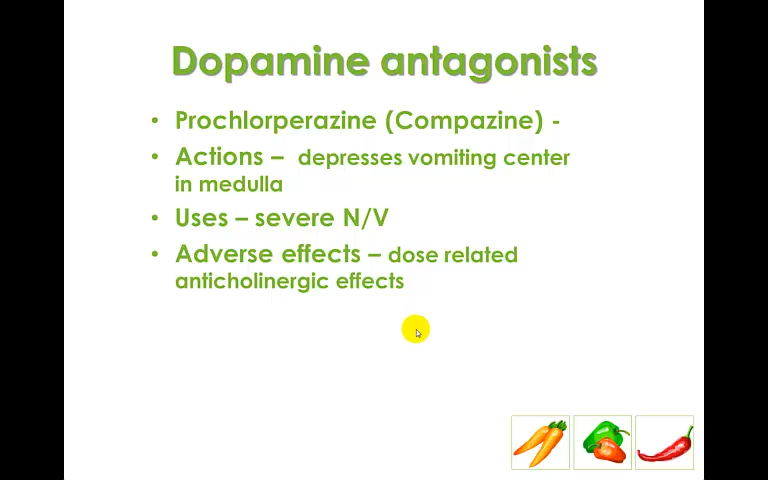 Dopamine antagonists
• Prochlorperazine (Compazine) -
• Actions – depresses vomiting center
in medulla
• Uses – severe N/V
• Adverse effects – dose related
anticholinergic effects